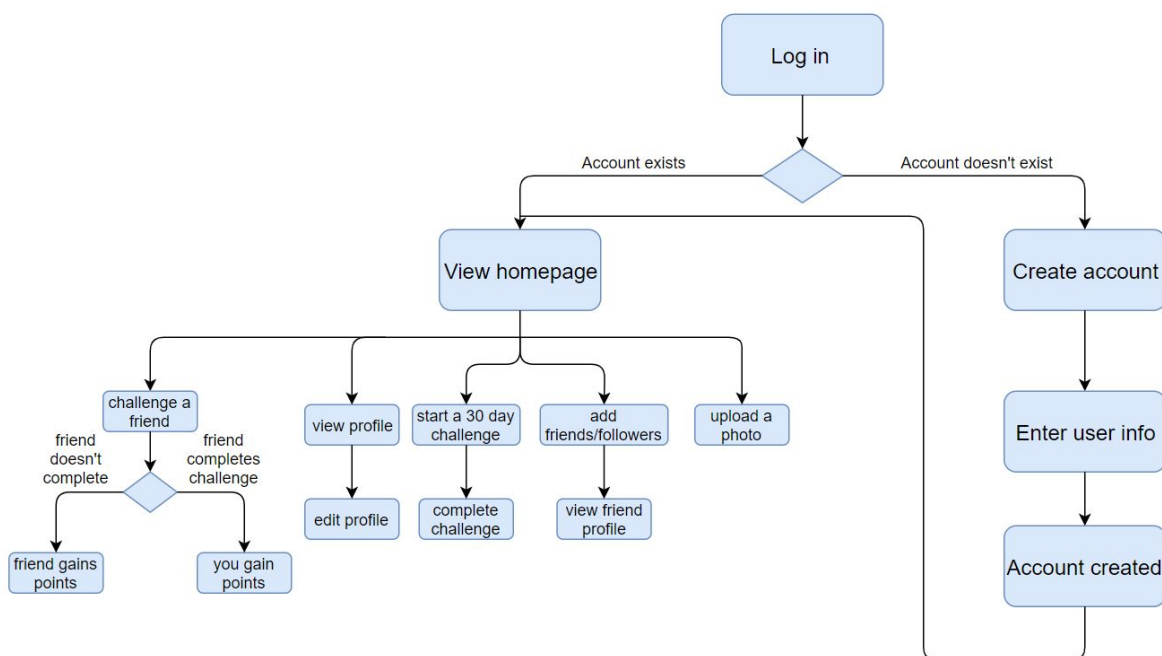 Log in
Account exists
Account doesn't exist
View homepage
Create account
challenge a
friend
view profile
start a 30 day
challenge
add
friends/followers
upload a
photo
friend
doesn't
complete
friend
completes
challenge
Enter user info
edit profile
complete
challenge
view friend
profile
friend gains
points
you gain
points
Account created